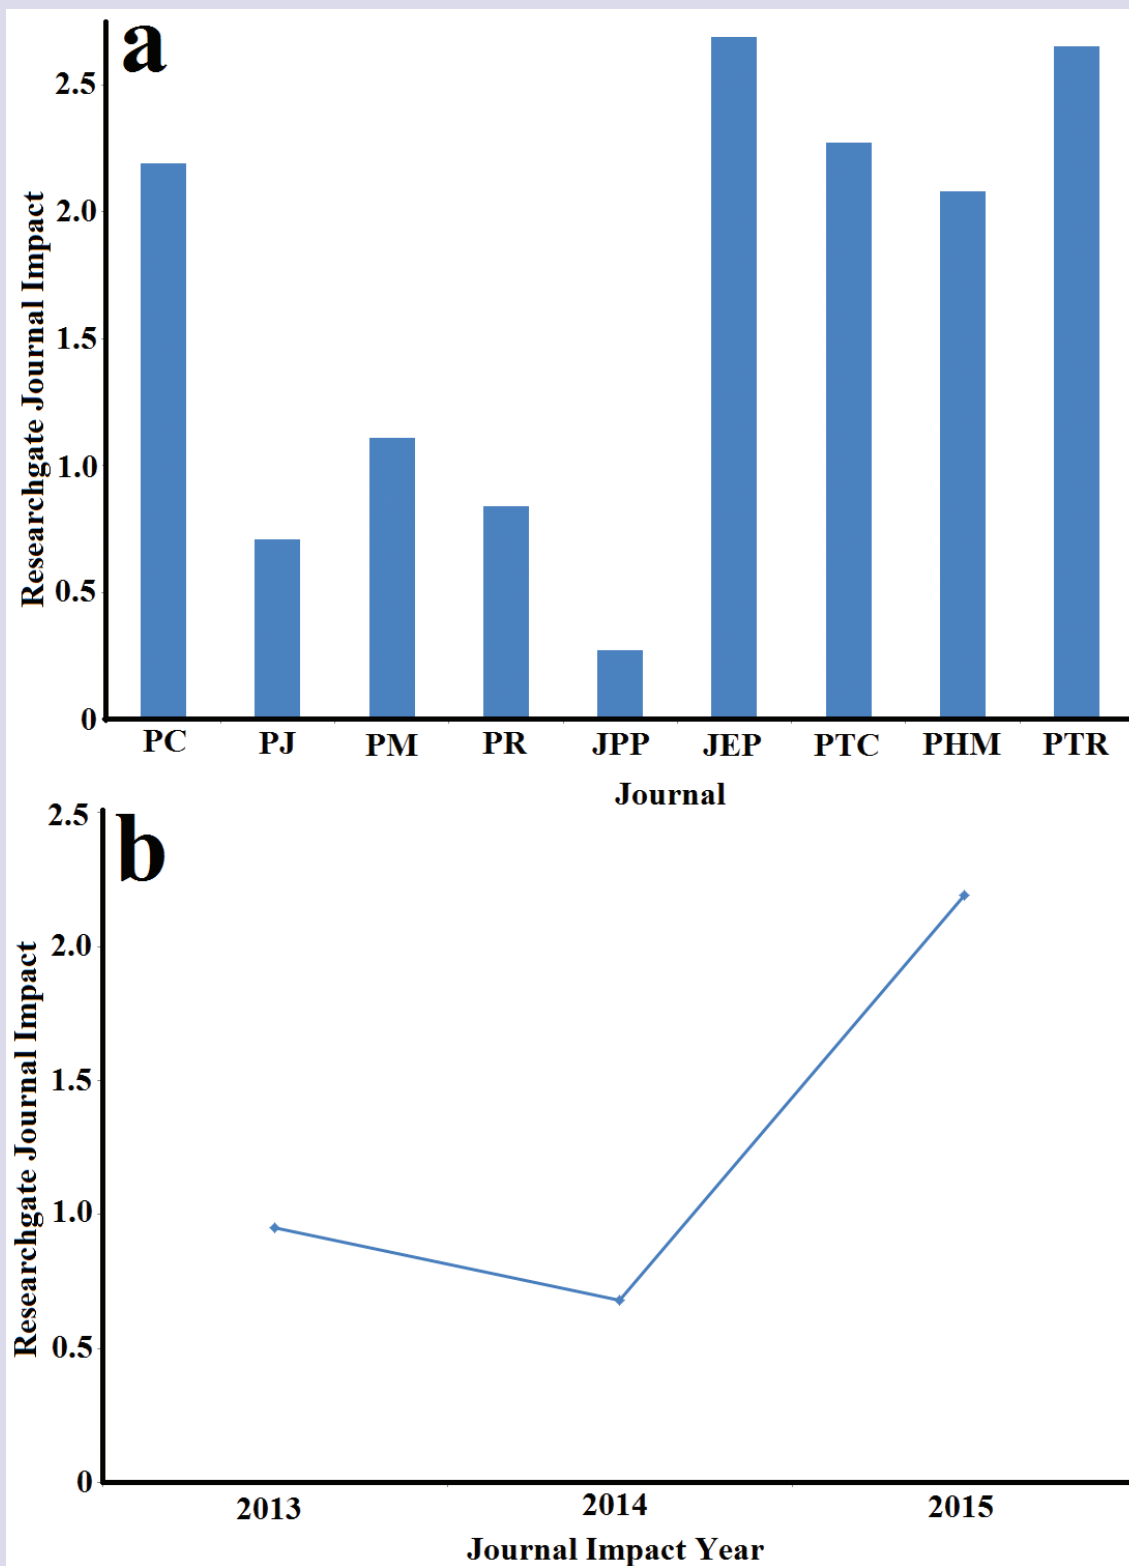 a
Researchgate Journal Impact
2.5
2.0
1.5
1.0
0.5
0
PC PJ PM PR JPP JEP PTC PHM PTR
Journal
b
Researchgate Journal Impact
2.5
2.0
1.5
1.0
0.5
0
2013 2014 2015
Journal Impact Year